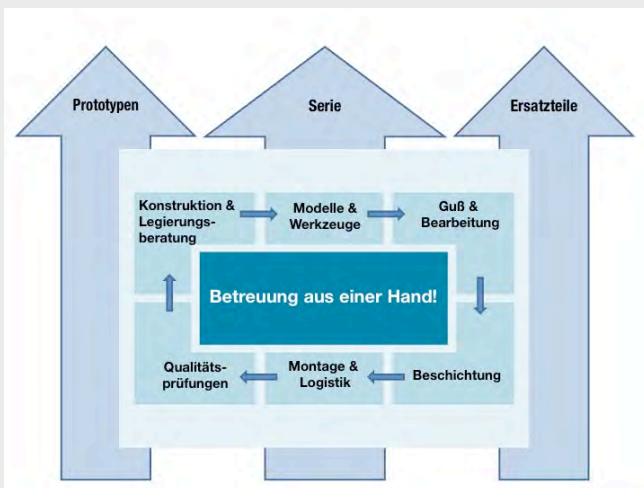 Prototypen
Serie
Ersatzteile
Konstruktion &
Legierungs-
beratung
Modelle &
Werkzeuge
Guß &
Bearbeitung
Betreuung aus einer Hand!
Qualitäts-
prüfungen
Montage &
Logistik
Beschichtung